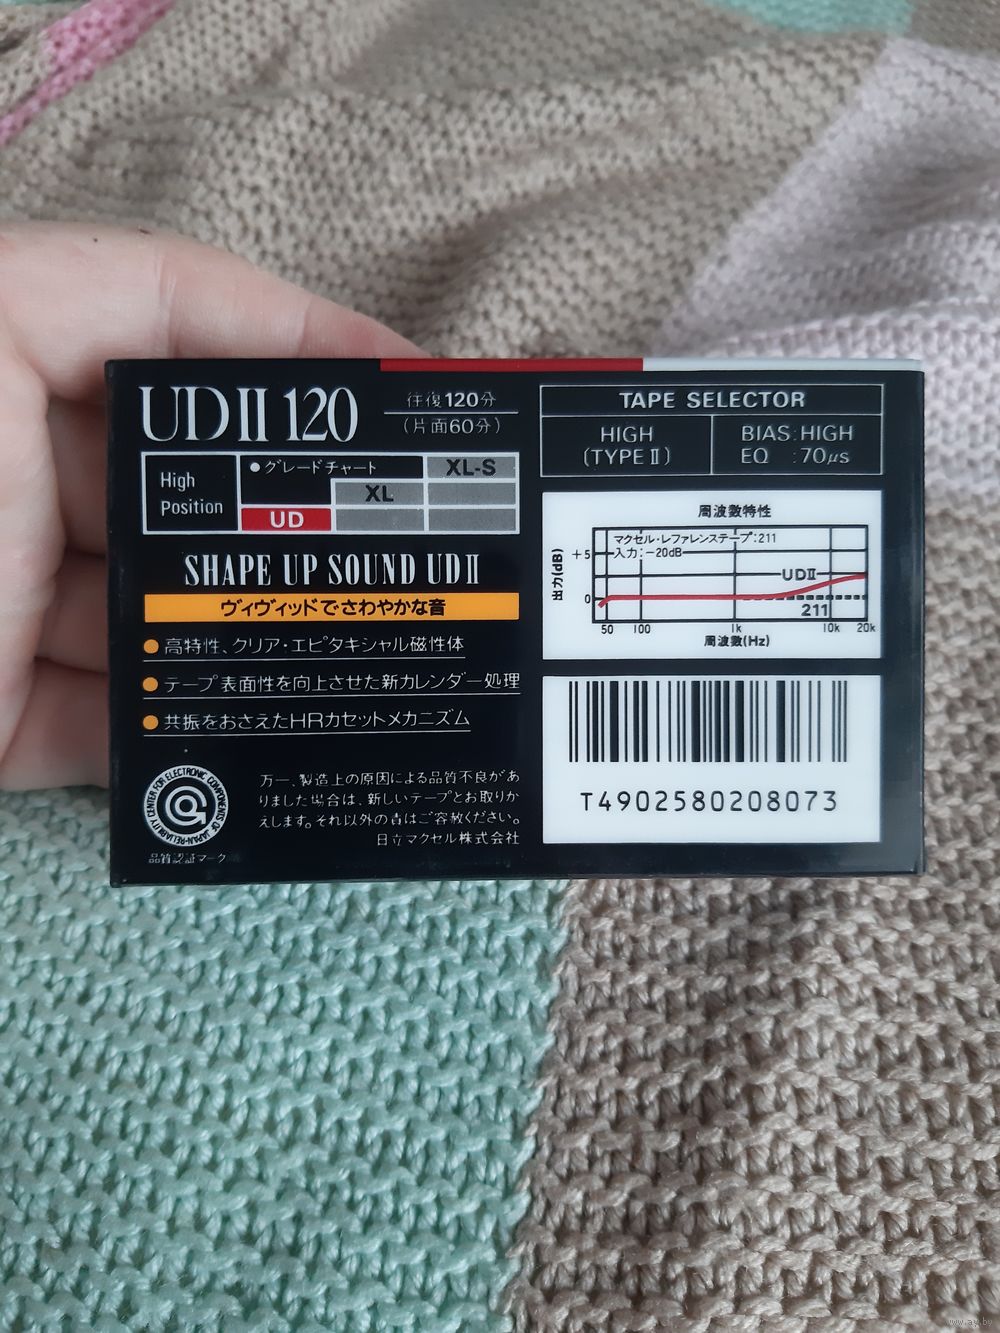 UDII 120
往復120分
(片面60分)
High
Position
●グレードチャート
XL-S
XL
UD
SHAPE UP SOUND UDII
ヴィヴィッドでさわやかな音
●高特性、クリア・エピタキシャル磁性体
●テープ表面性を向上させた新カレンダー処理
●共振をおさえたHRカセットメカニズム
CENTER FOR ELECTRONIC COMPONENTS OF JAPAN-RELIABILITY
品質認証マーク
万一、製造上の原因による品質不良があ
りました場合は、新しいテープとお取りか
えします。それ以外の責はご容赦ください。
日立マクセル株式会社
TAPE SELECTOR
HIGH
(TYPE II)
BIAS:HIGH
EQ :70μs
周波数特性
マクセル・レファレンステープ:211
入力:-20dB
出力(dB)
+5
0
UDII
211
50 100 1k 10k 20k
周波数(Hz)
T4902580208073
www.ay.by